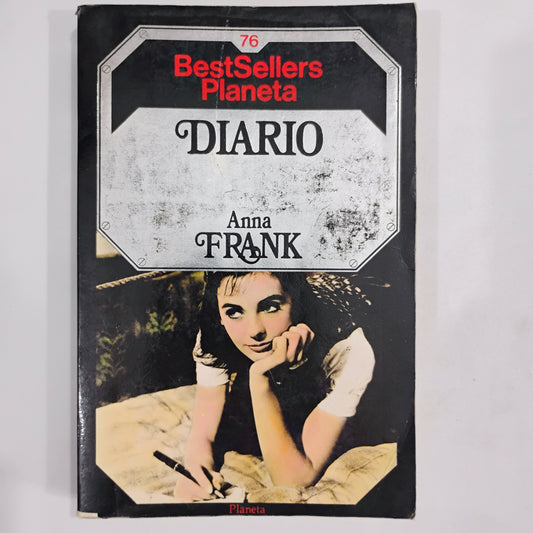 76
BestSellers
Planeta
DIARIO
Anna
FRANK
Planeta